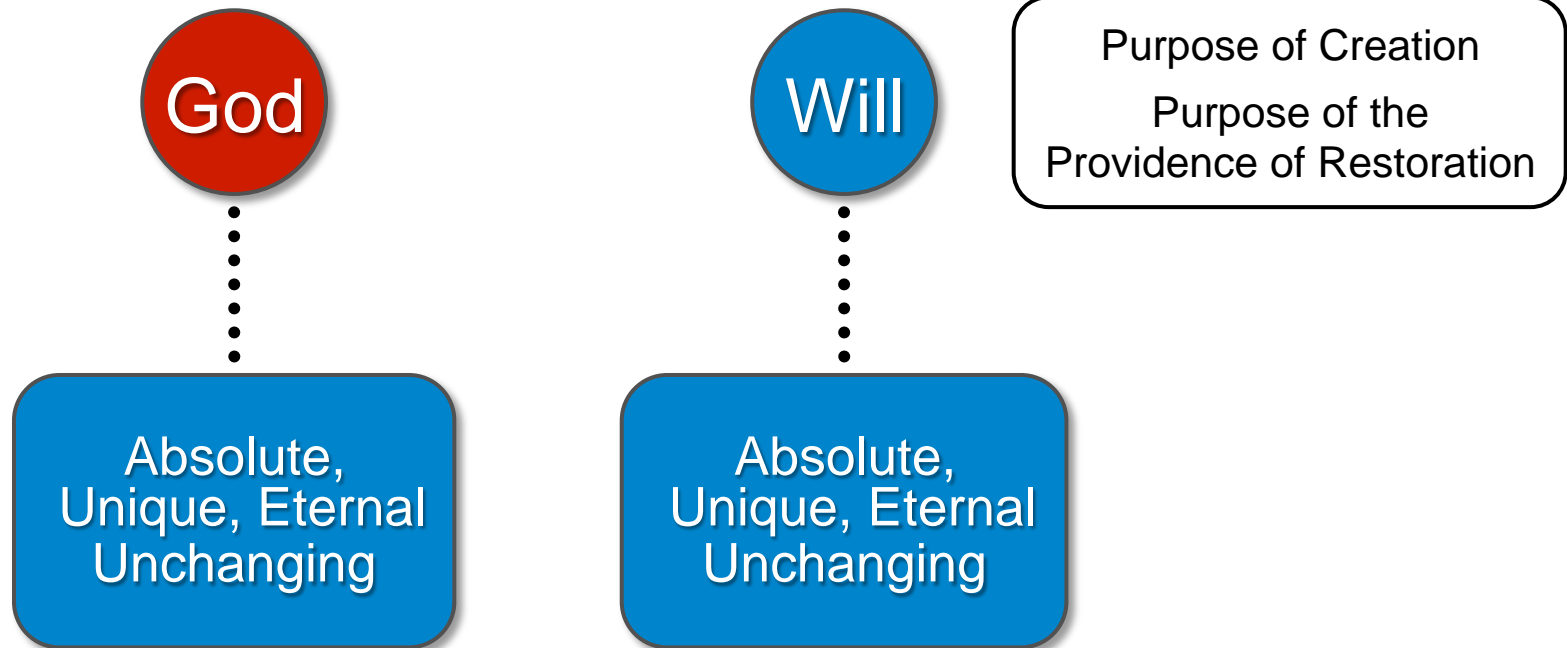 God
Will
Purpose of Creation
Purpose of the
Providence of Restoration
Absolute,
Unique, Eternal
Unchanging
Absolute,
Unique, Eternal
Unchanging